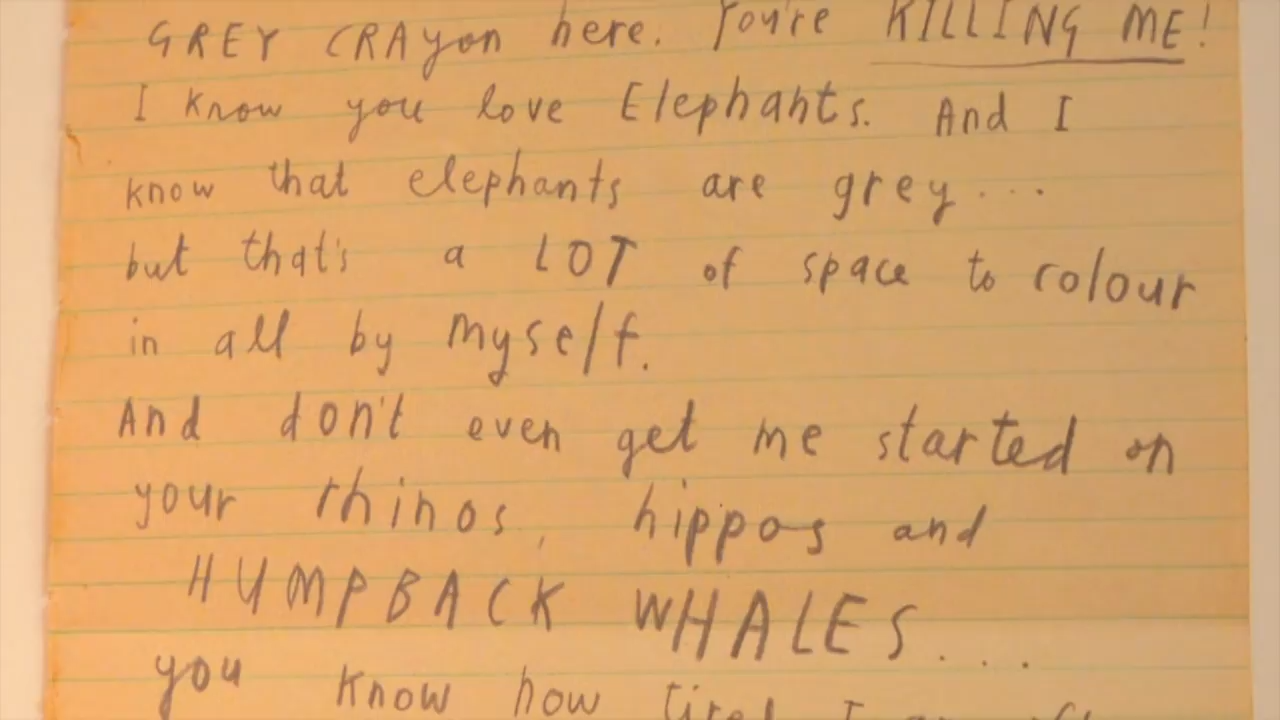 GREY CRAyon here. You're KILLING ME!
I know you love Elephants. And I
know that elephants are grey...
but that's a LOT of space to colour
in all by myself.
And don't even get me started on
your rhinos, hippos and
HUMPBACK WHALES...
you know how tired I